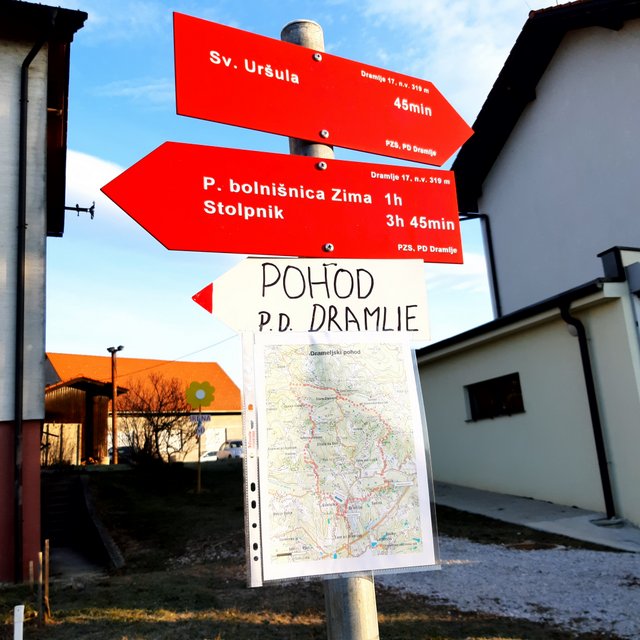 Sv. Uršula
Dramlje 17, n.v. 319 m
45min
PZS, PD Dramlje
Dramlje 17, n.v. 319 m
P. bolnišnica Zima 1h
Stolpnik 3h 45min
PZS, PD Dramlje
POHOD
P.D. DRAMLJE
Drameljski pohod